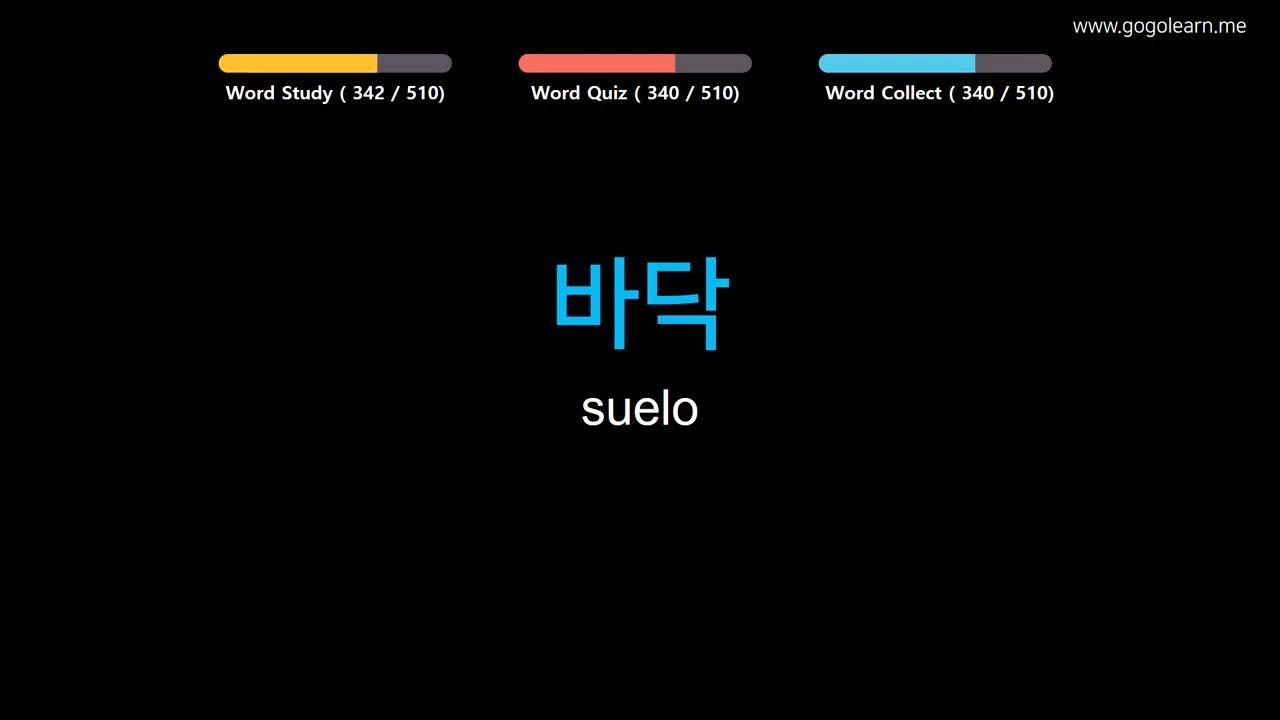 www.gogolearn.me
Word Study ( 342 / 510)
Word Quiz ( 340 / 510)
Word Collect ( 340 / 510)
바닥
suelo